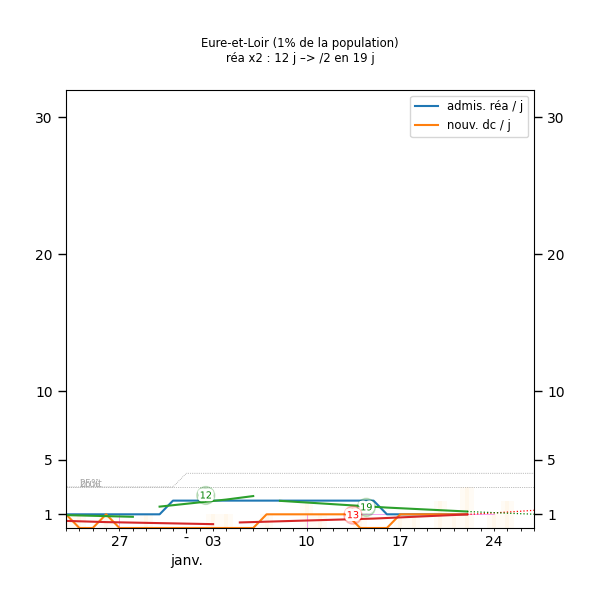 Eure-et-Loir (1% de la population)
réa x2 : 12 j –> /2 en 19 j
admis. réa / j
nouv. dc / j
30 30
20 20
10 10
5 5
1 1
12
19
13
27 - 03 10 17 24
janv.